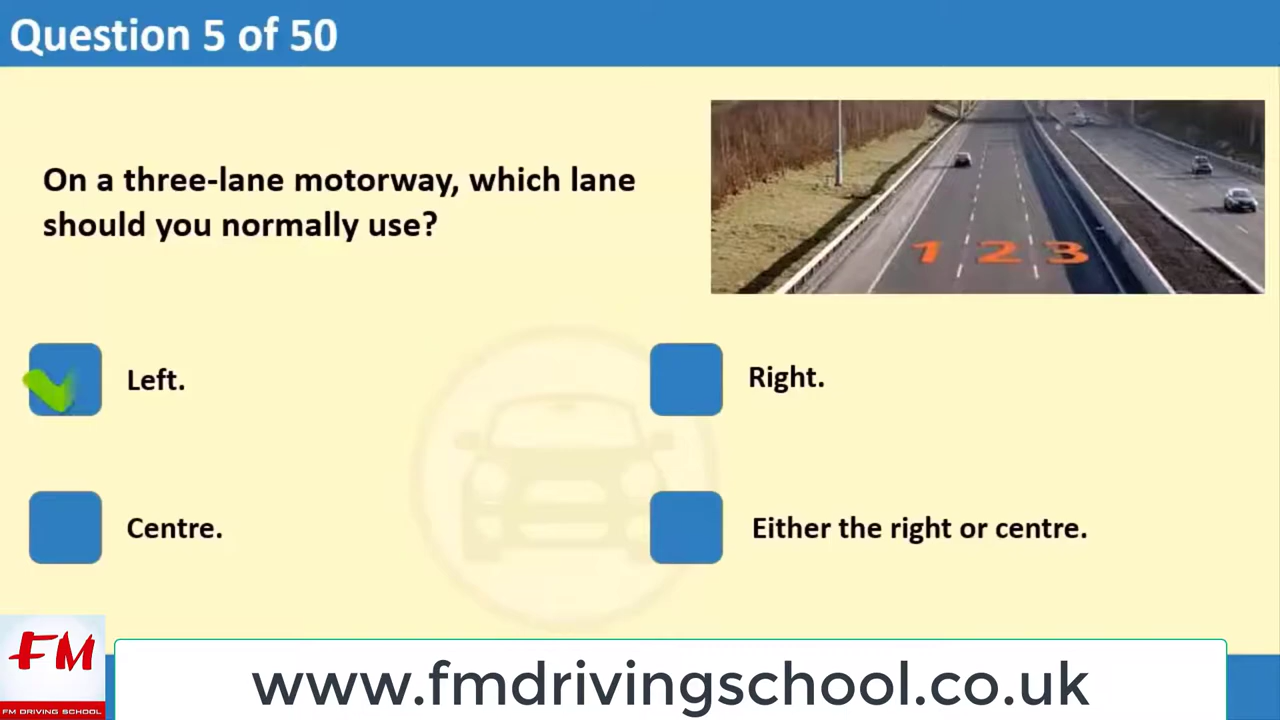 Question 5 of 50
On a three-lane motorway, which lane
should you normally use?
1 2 3
Left.
Right.
Centre.
Either the right or centre.
FM
FM DRIVING SCHOOL
www.fmdrivingschool.co.uk